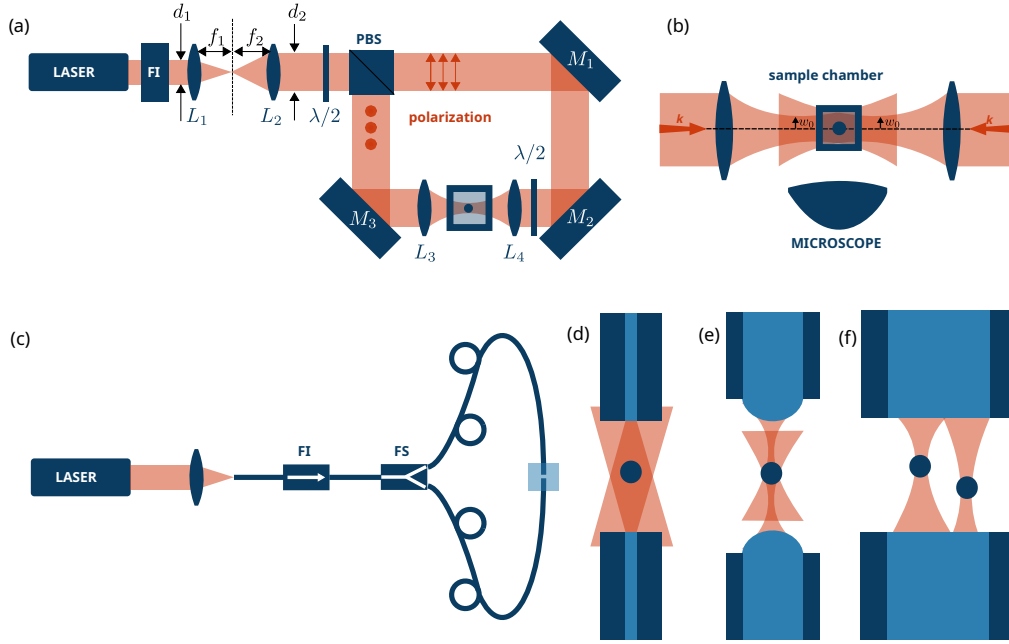 (a)
d₁
d₂
f₁
f₂
PBS
M₁
LASER
FI
L₁
L₂
λ/2
polarization
λ/2
M₃
M₂
L₃
L₄
(b)
sample chamber
k
w₀
w₀
k
MICROSCOPE
(c)
LASER
FI
FS
(d)
(e)
(f)